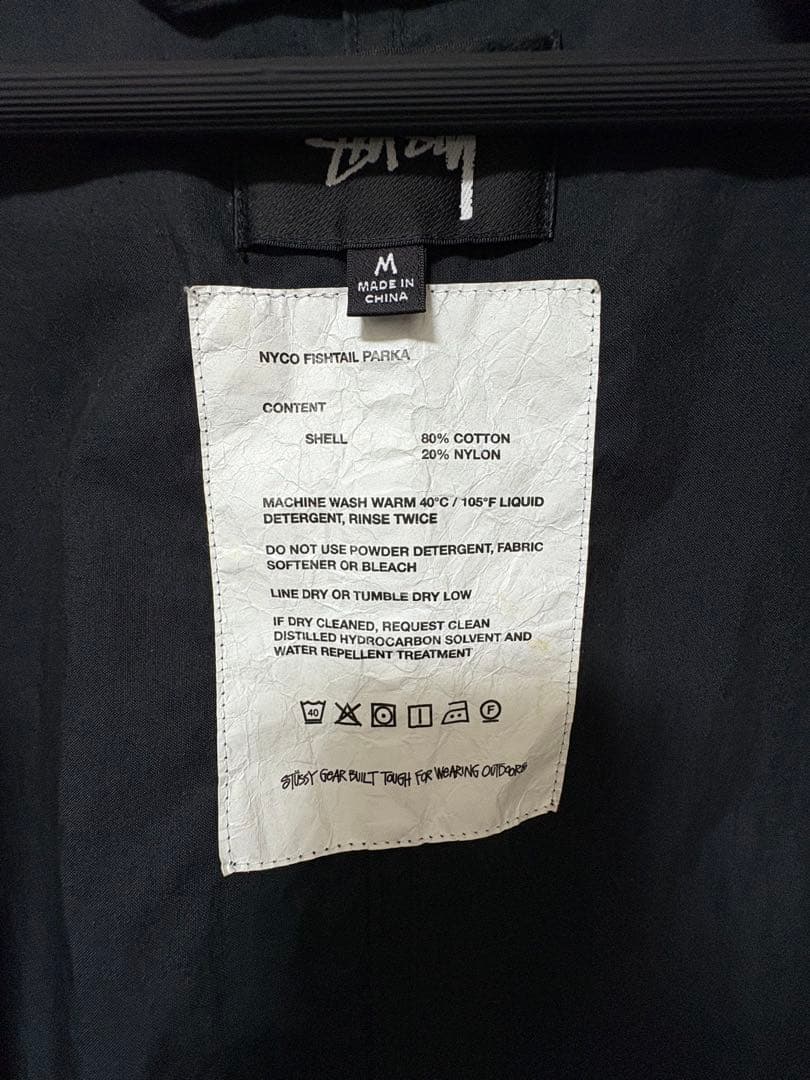 Stüssy
M
MADE IN
CHINA
NYCO FISHTAIL PARKA
CONTENT
SHELL 80% COTTON
20% NYLON
MACHINE WASH WARM 40°C / 105°F LIQUID
DETERGENT, RINSE TWICE
DO NOT USE POWDER DETERGENT, FABRIC
SOFTENER OR BLEACH
LINE DRY OR TUMBLE DRY LOW
IF DRY CLEANED, REQUEST CLEAN
DISTILLED HYDROCARBON SOLVENT AND
WATER REPELLENT TREATMENT
40 F
STÜSSY GEAR BUILT TOUGH FOR WEARING OUTDOORS